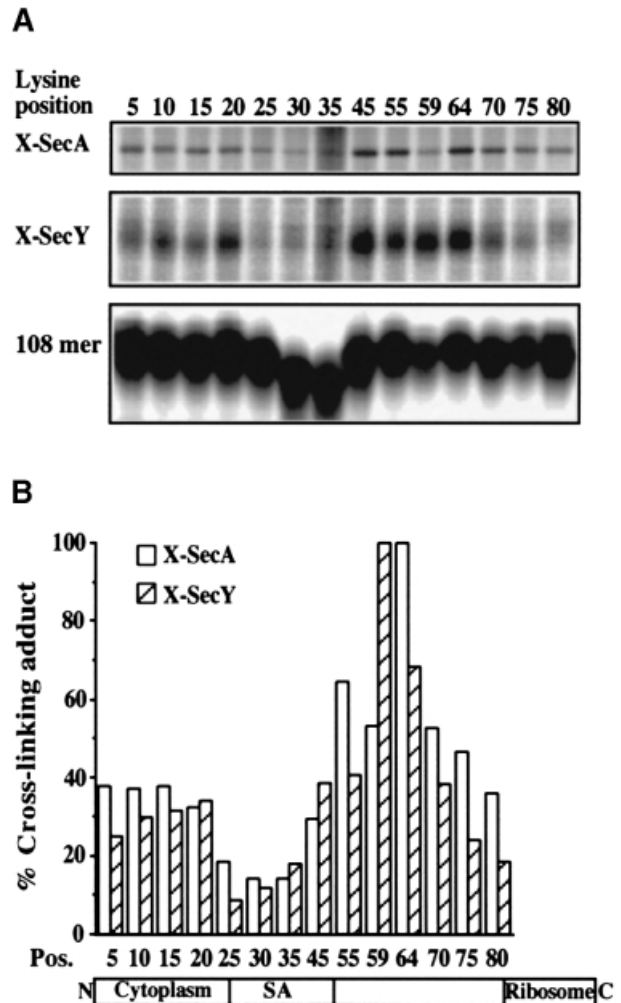 A
Lysine
position 5 10 15 20 25 30 35 45 55 59 64 70 75 80
X-SecA
X-SecY
108 mer
B
100
80
60
40
20
0
% Cross-linking adduct
X-SecA
X-SecY
Pos. 5 10 15 20 25 30 35 45 55 59 64 70 75 80
N Cytoplasm SA Ribosome C